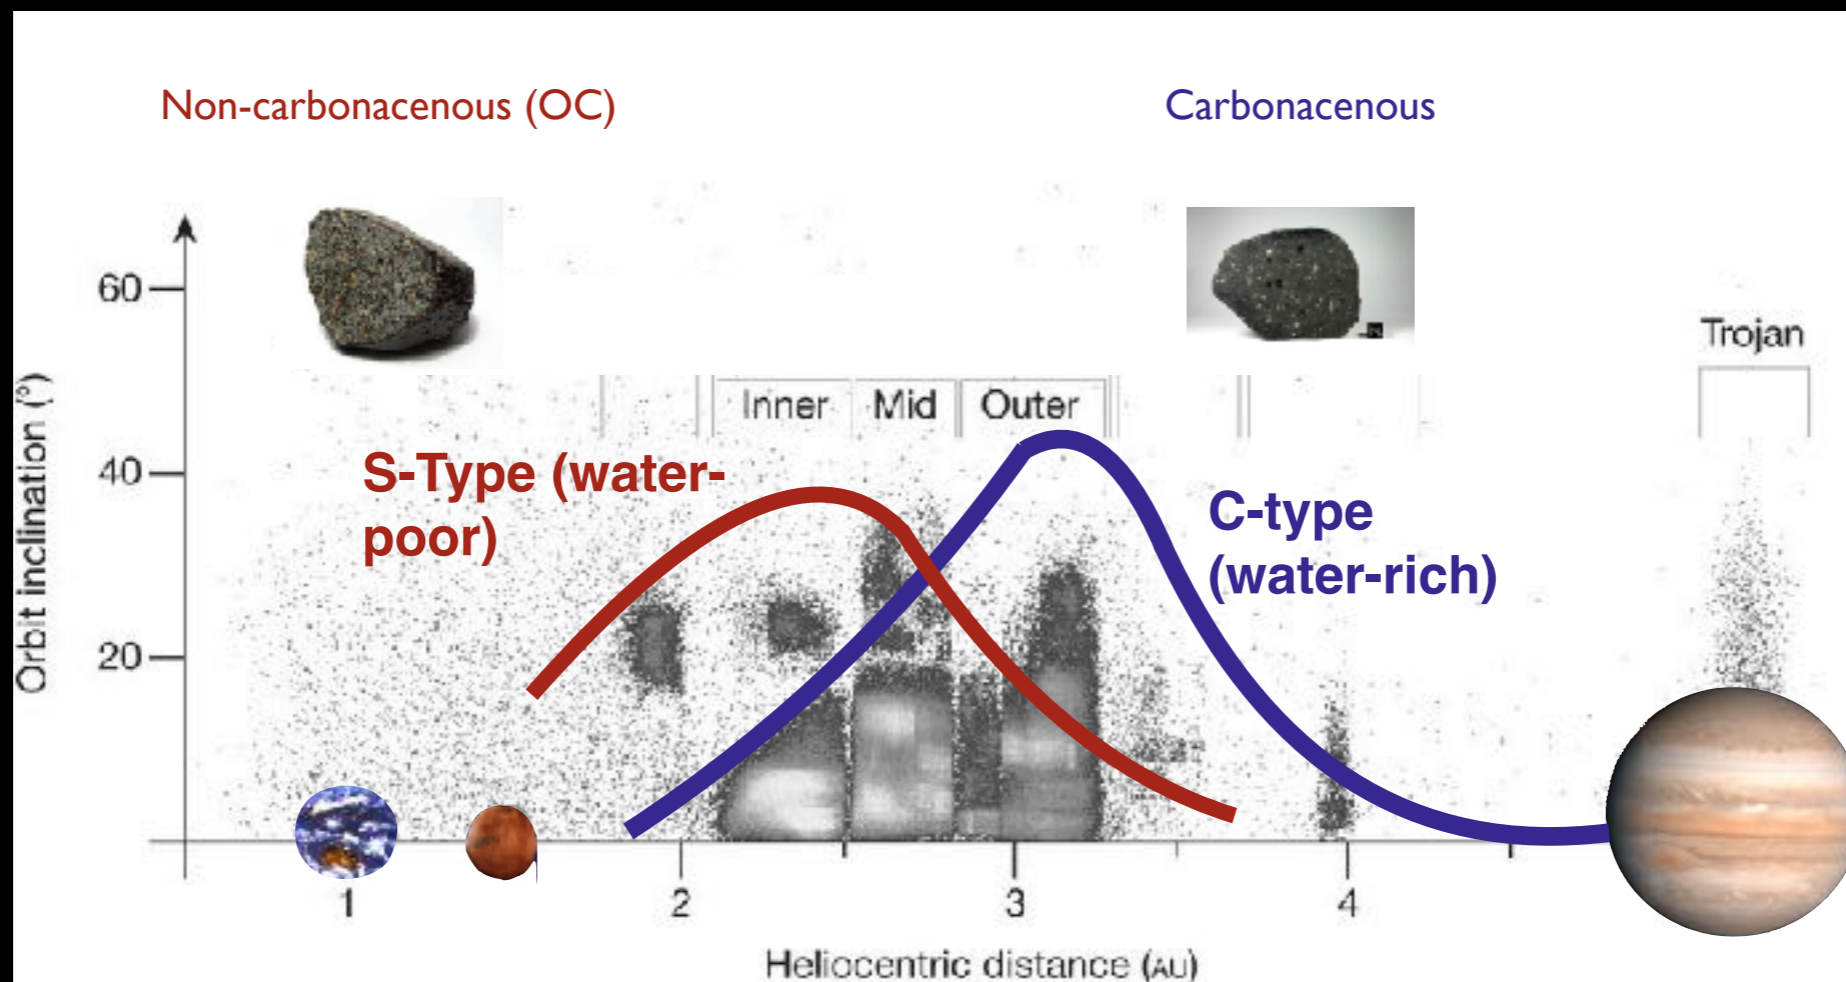 Non-carbonacenous (OC)
Carbonacenous
60
Trojan
Inner
Mid
Outer
40
S-Type (water-
poor)
C-type
(water-rich)
20
Orbit inclination (°)
1
2
3
4
Heliocentric distance (AU)